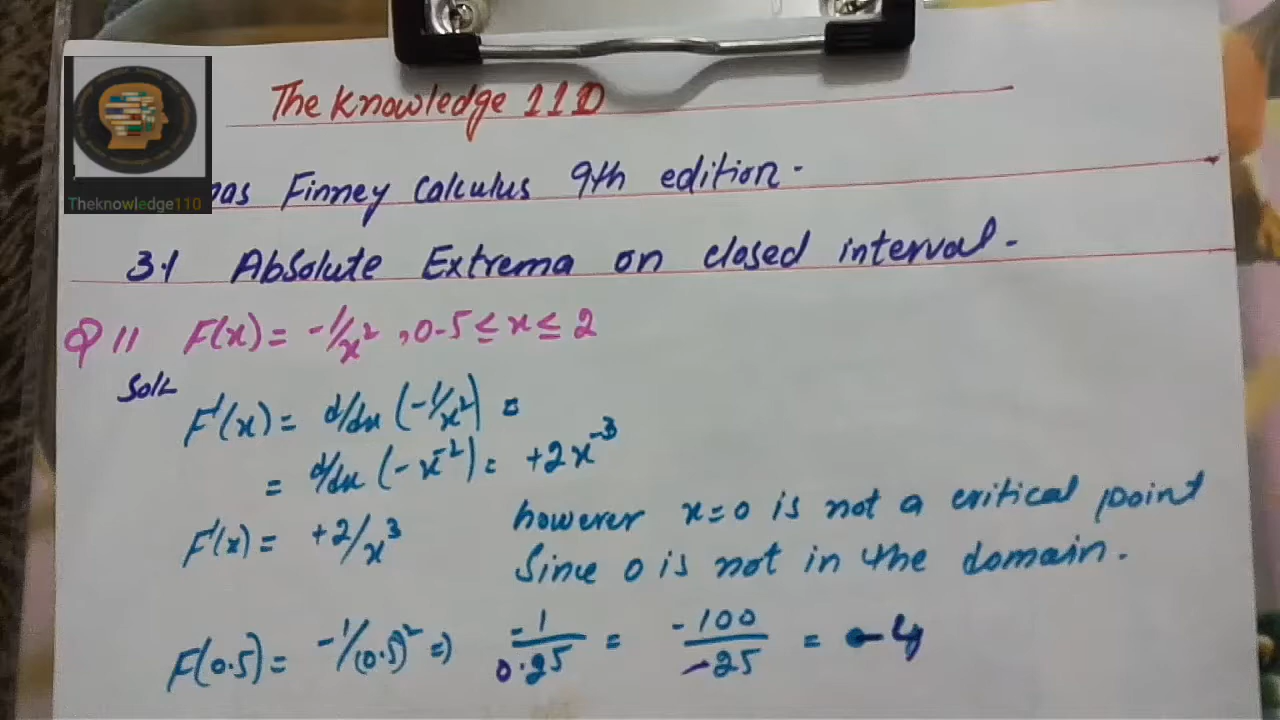 The Knowledge 110
Theknowledge110
mas Finney Calculus 9th edition.
3.1 Absolute Extrema on closed interval.
Q 11 F(x) = -1/x², 0.5 ≤ x ≤ 2
Sol:
F'(x) = d/dx (-1/x²) =
= d/dx (-x⁻²) = +2x⁻³
F'(x) = +2/x³
however x=0 is not a critical point
Since 0 is not in the domain.
F(0.5) = -1/(0.5)² => -1/0.25 = -100/25 = -4